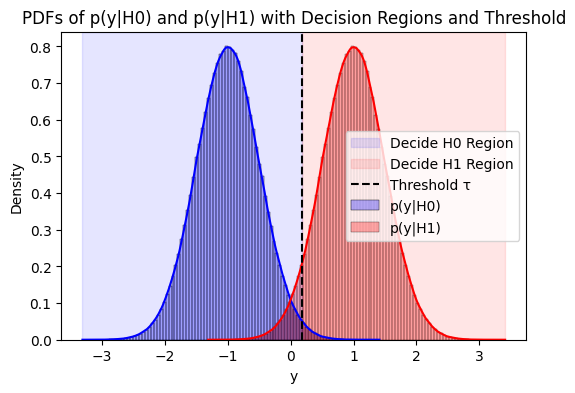 PDFs of p(y|H0) and p(y|H1) with Decision Regions and Threshold
Density
0.8
0.7
0.6
0.5
0.4
0.3
0.2
0.1
0.0
Decide H0 Region
Decide H1 Region
Threshold τ
p(y|H0)
p(y|H1)
−3 −2 −1 0 1 2 3
y